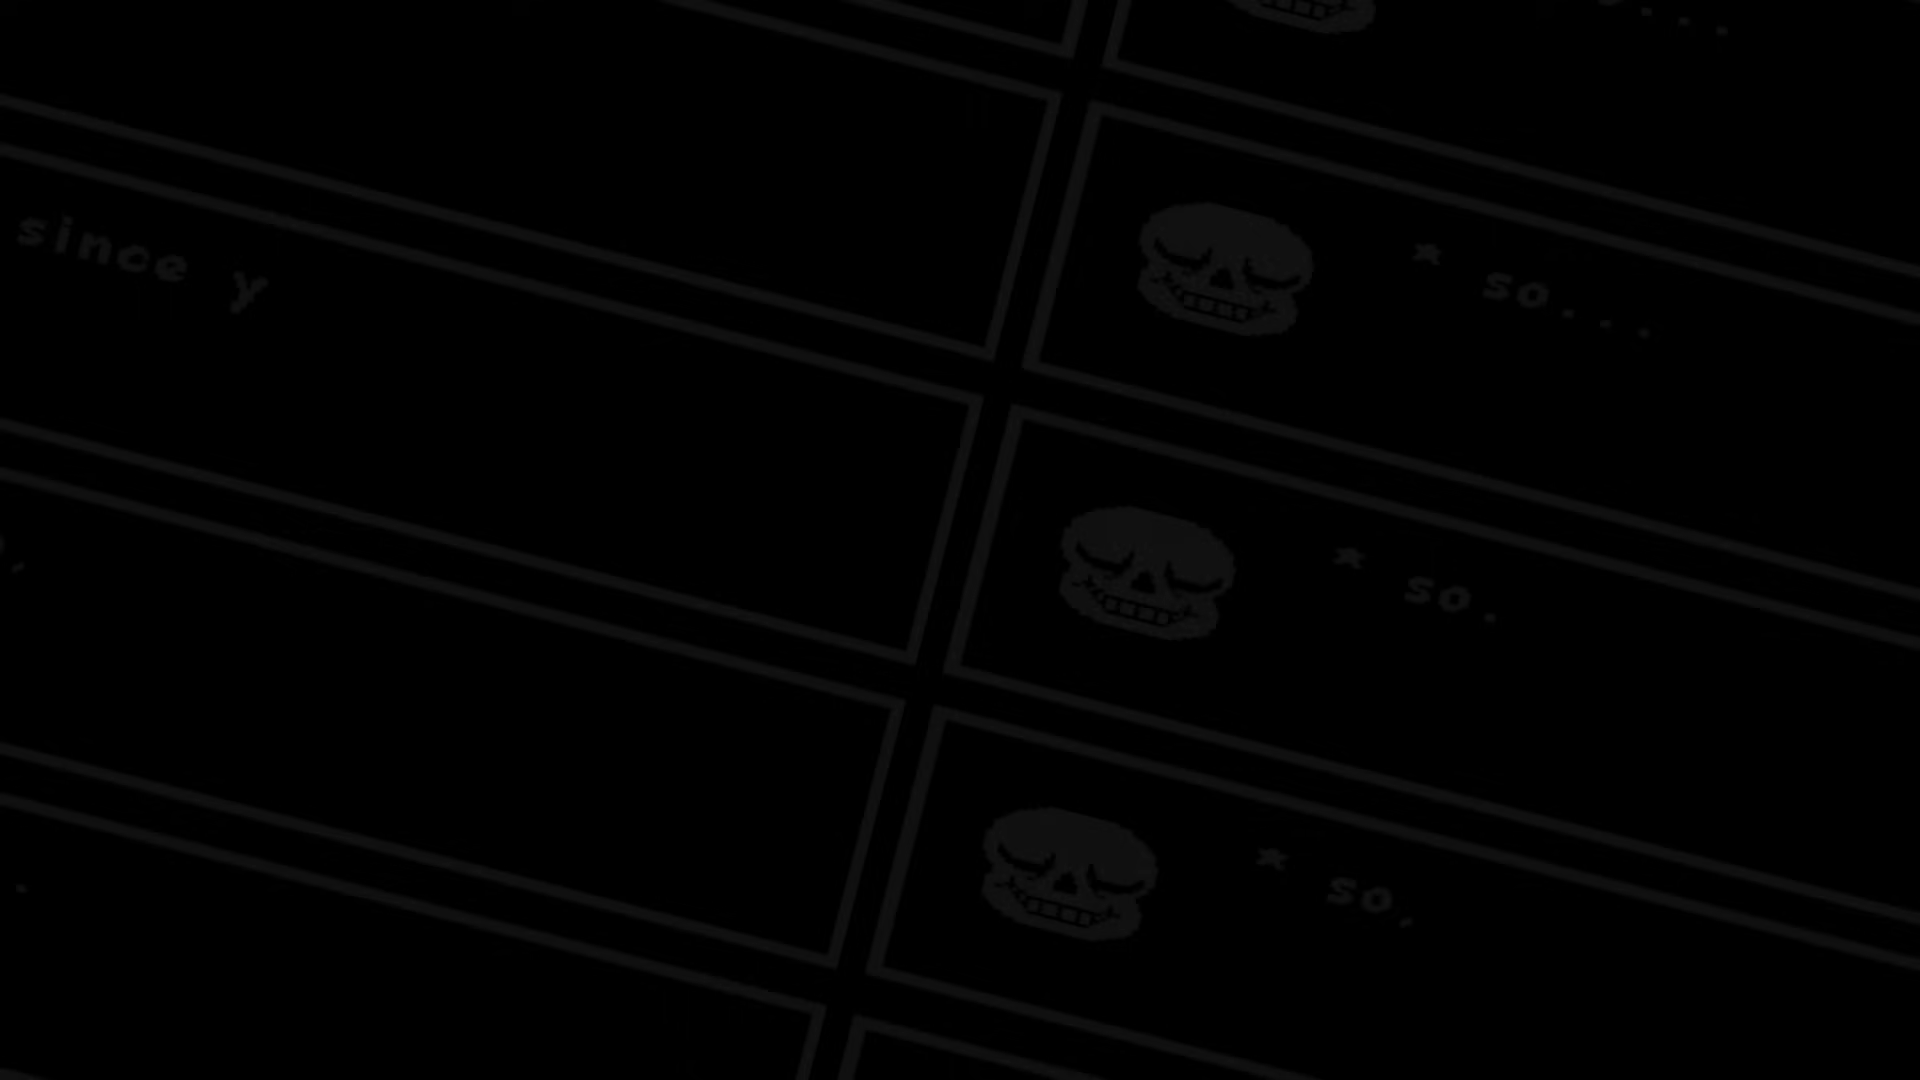 ...
since y
* so...
,
* so.
* so,
.